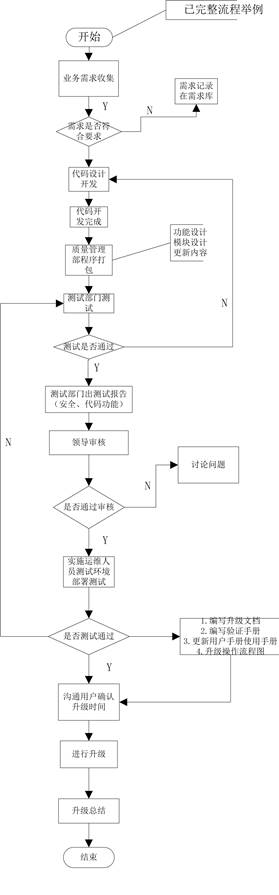 已完整流程举例
开始
业务需求收集
需求记录
在需求库
Y
N
需求是否符
合要求
代码设计
开发
代码开
发完成
质量管理
部程序打
包
功能设计
模块设计
更新内容
测试部门测
试
N
测试是否通过
Y
测试部门出测试报告
（安全、代码功能）
N
领导审核
讨论问题
N
是否通过审核
Y
实施运维人
员测试环境
部署测试
1.编写升级文档
2.编写验证手册
3.更新用户手册使用手册
4.升级操作流程图
是否测试通过
Y
沟通用户确认
升级时间
进行升级
升级总结
结束